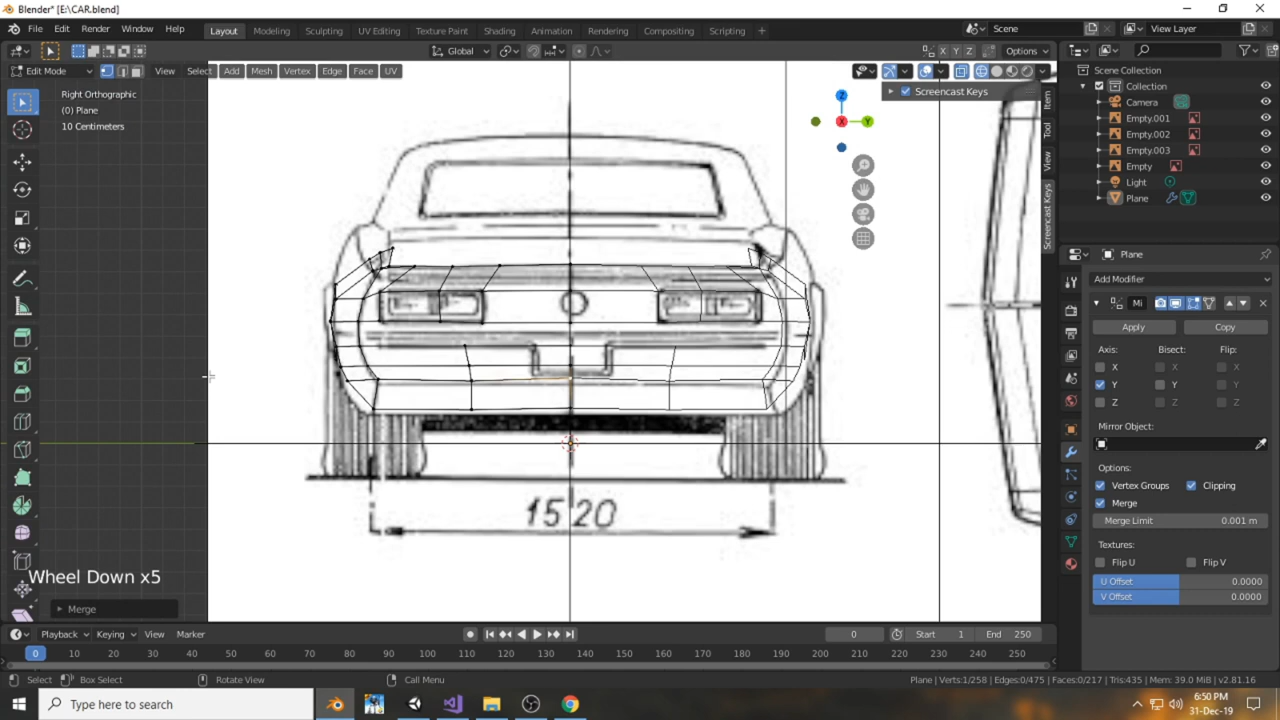 Blender* [E:\CAR.blend]
File Edit Render Window Help
Layout Modeling Sculpting UV Editing Texture Paint Shading Animation Rendering Compositing Scripting +
Scene
View Layer
Global
X Y Z
Options
Edit Mode View Select Add Mesh Vertex Edge Face UV
Right Orthographic
(0) Plane
10 Centimeters
Z
X
Y
Screencast Keys
Item
Tool
View
Screencast Keys
15 20
Wheel Down x5
Merge
Scene Collection
Collection
Camera
Empty.001
Empty.002
Empty.003
Empty
Light
Plane
Plane
Add Modifier
Mi
Apply Copy
Axis: Bisect: Flip:
X X X
Y Y Y
Z Z Z
Mirror Object:
Options:
Vertex Groups Clipping
Merge
Merge Limit 0.001 m
Textures:
Flip U Flip V
U Offset 0.0000
V Offset 0.0000
Playback Keying View Marker
0 Start 1 End 250
0 10 20 30 40 50 60 70 80 90 100 110 120 130 140 150 160 170 180 190 200 210 220 230 240 250
Select Box Select Rotate View Call Menu
Plane | Verts:1/258 | Edges:0/475 | Faces:0/217 | Tris:435 | Mem: 39.0 MiB | v2.81.16
Type here to search
6:50 PM
31-Dec-19